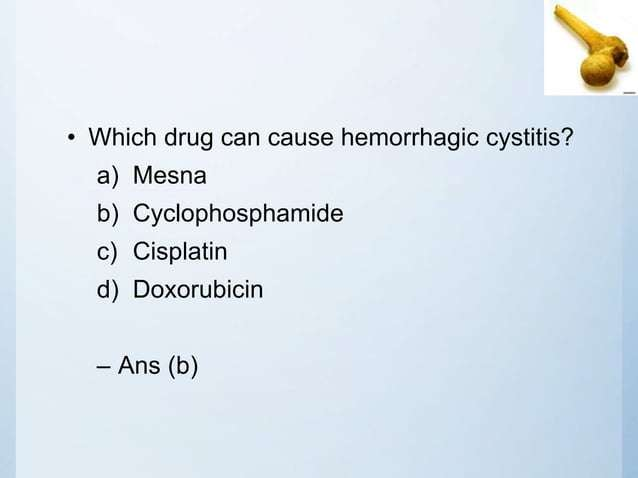 • Which drug can cause hemorrhagic cystitis?
a) Mesna
b) Cyclophosphamide
c) Cisplatin
d) Doxorubicin
– Ans (b)